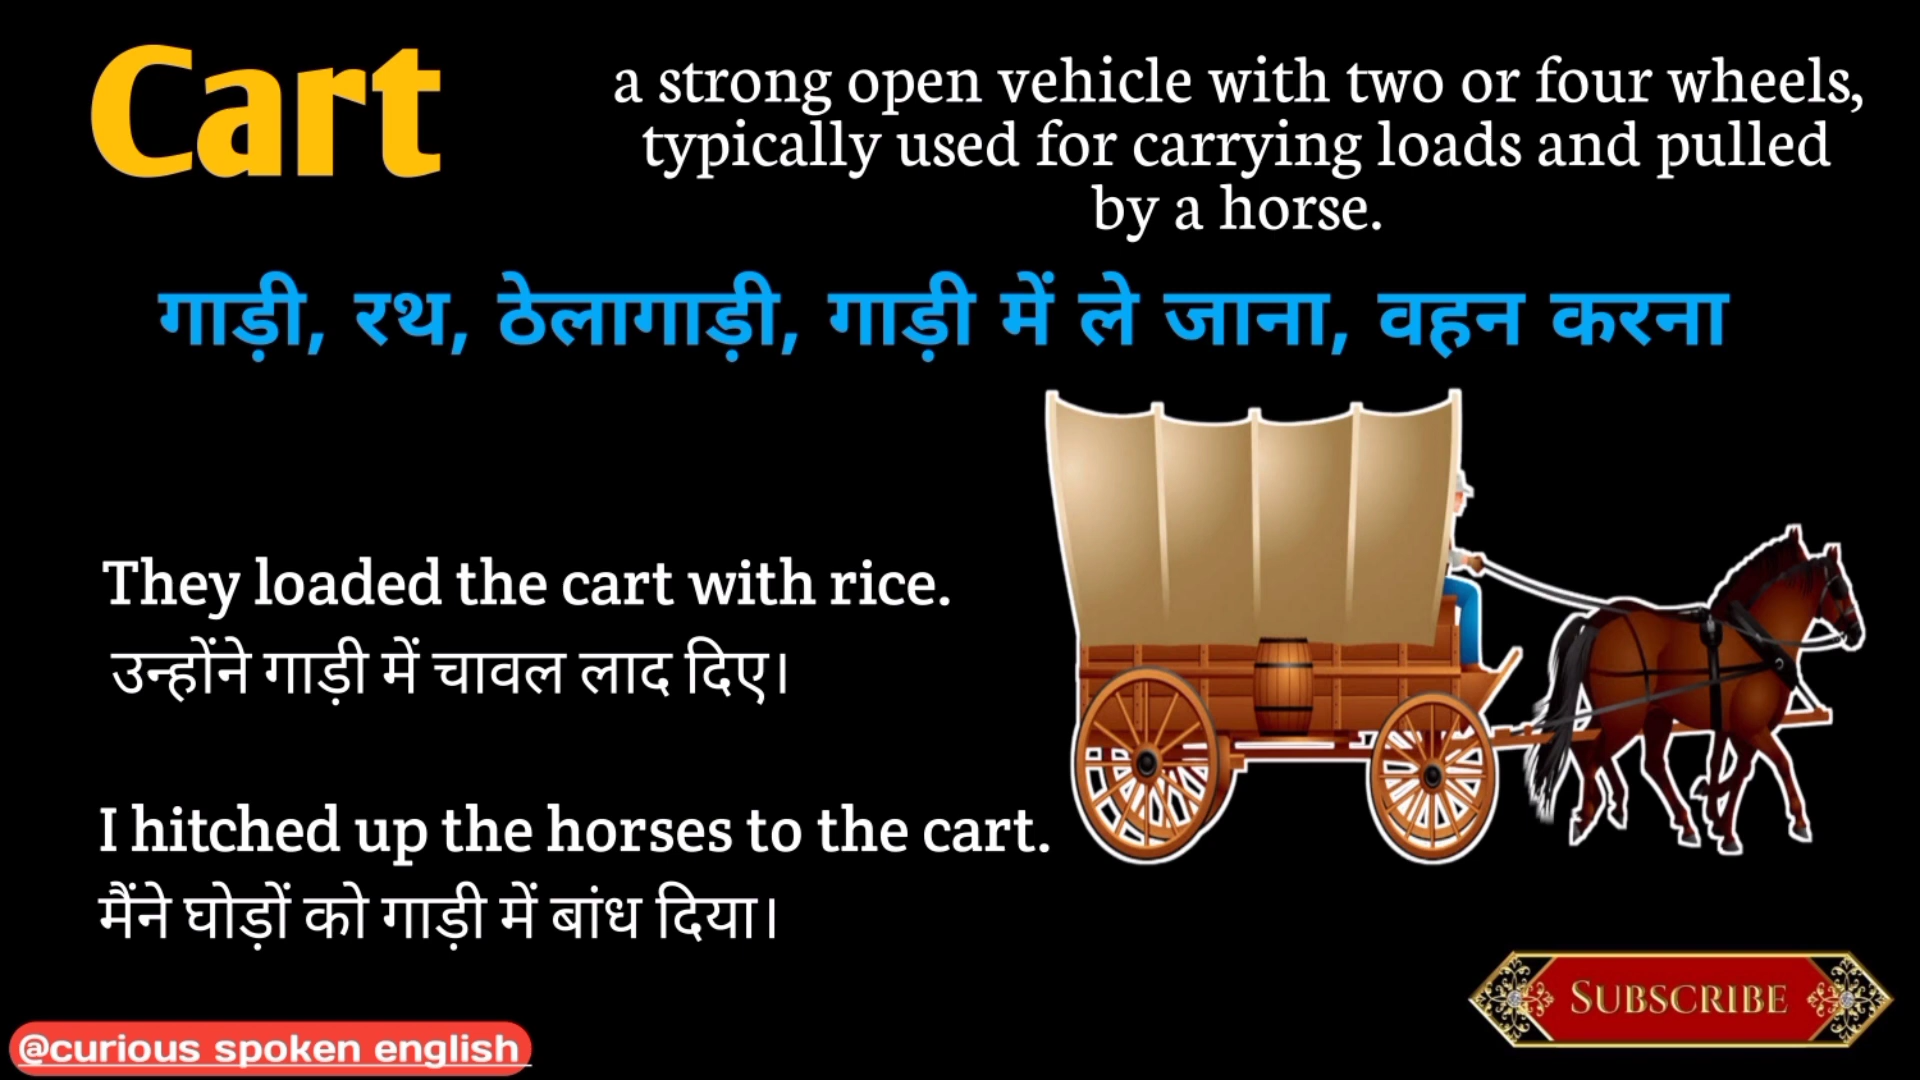 Cart
a strong open vehicle with two or four wheels,
typically used for carrying loads and pulled
by a horse.
गाड़ी, रथ, ठेलागाड़ी, गाड़ी में ले जाना, वहन करना
They loaded the cart with rice.
उन्होंने गाड़ी में चावल लाद दिए।
I hitched up the horses to the cart.
मैंने घोड़ों को गाड़ी में बांध दिया।
SUBSCRIBE
@curious spoken english